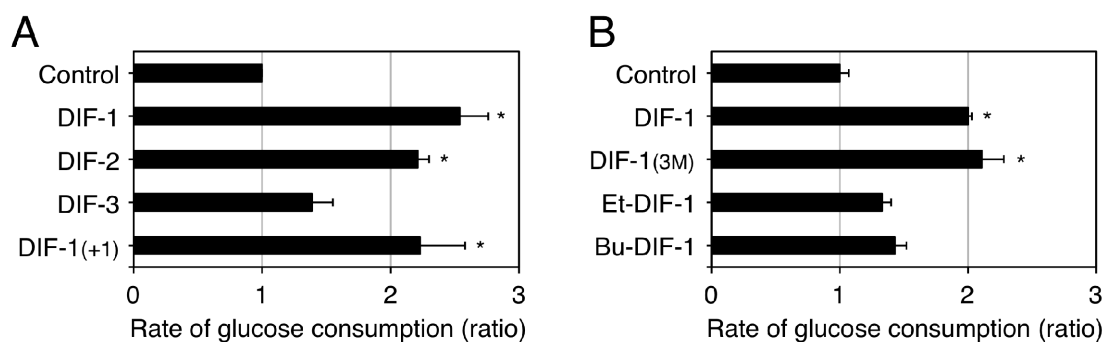 A
Control
DIF-1
*
DIF-2
*
DIF-3
DIF-1(+1)
*
0 1 2 3
Rate of glucose consumption (ratio)
B
Control
DIF-1
*
DIF-1(3M)
*
Et-DIF-1
Bu-DIF-1
0 1 2 3
Rate of glucose consumption (ratio)